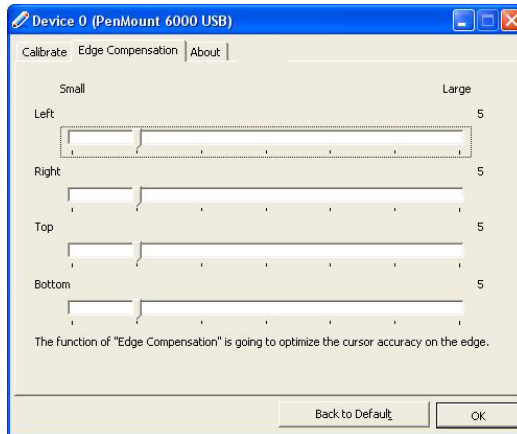 Device 0 (PenMount 6000 USB)
Calibrate Edge Compensation About
Small Large
Left 5
Right 5
Top 5
Bottom 5
The function of "Edge Compensation" is going to optimize the cursor accuracy on the edge.
Back to Default OK